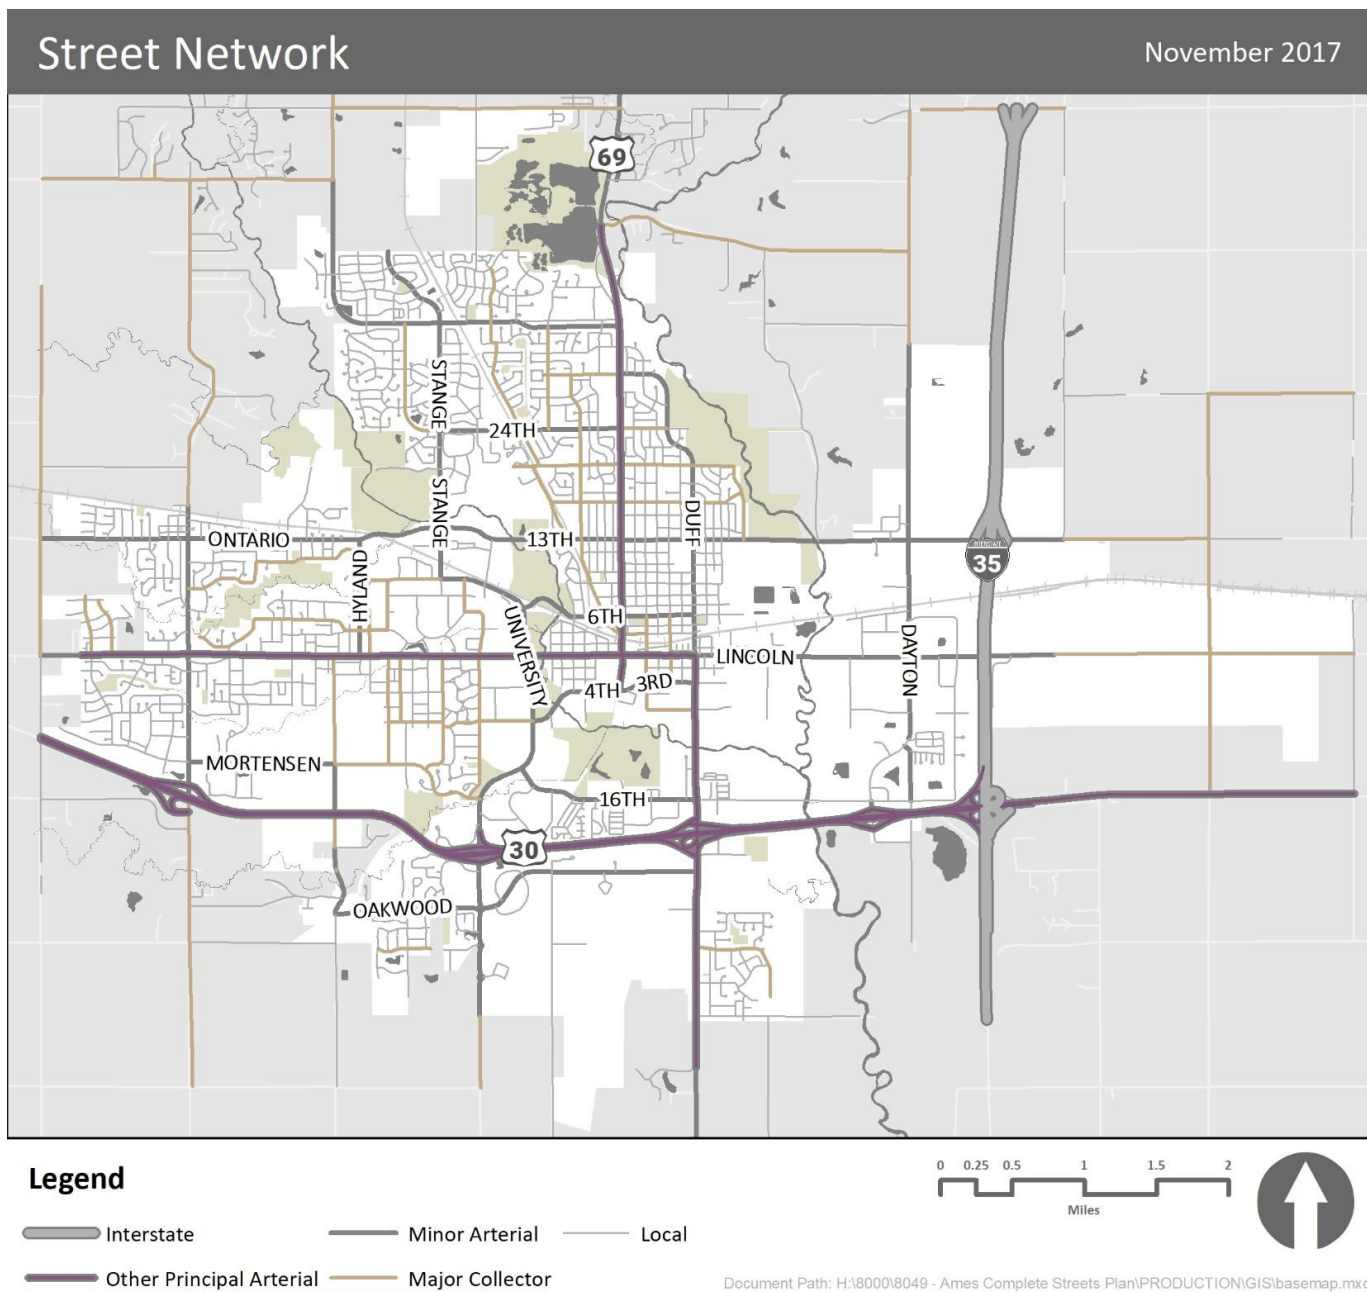 Street Network
November 2017
69
STANGE
24TH
STANGE
DUFF
ONTARIO
13TH
INTERSTATE
35
HYLAND
6TH
UNIVERSITY
DAYTON
LINCOLN
4TH
3RD
MORTENSEN
16TH
30
OAKWOOD
Legend
0 0.25 0.5 1 1.5 2
Miles
Interstate
Minor Arterial
Local
Other Principal Arterial
Major Collector
Document Path: H:\8000\8049 - Ames Complete Streets Plan\PRODUCTION\GIS\basemap.mxd